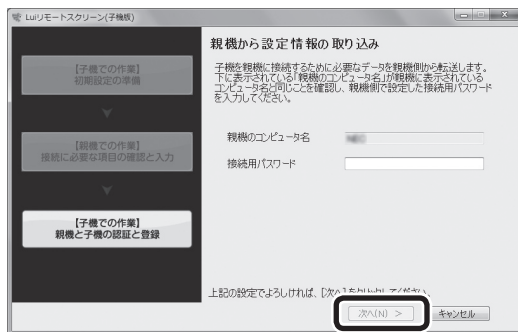 Luiリモートスクリーン(子機版)
親機から設定情報の取り込み
子機を親機に接続するために必要なデータを親機側から転送します。
下に表示されている「親機のコンピュータ名」が親機に表示されている
コンピュータ名と同じことを確認し、親機側で設定した接続用パスワード
を入力してください。
【子機での作業】
初期設定の準備
【親機での作業】
接続に必要な項目の確認と入力
【子機での作業】
親機と子機の認証と登録
親機のコンピュータ名
接続用パスワード
上記の設定でよろしければ、[次へ]をクリックしてください。
次へ(N) >
キャンセル